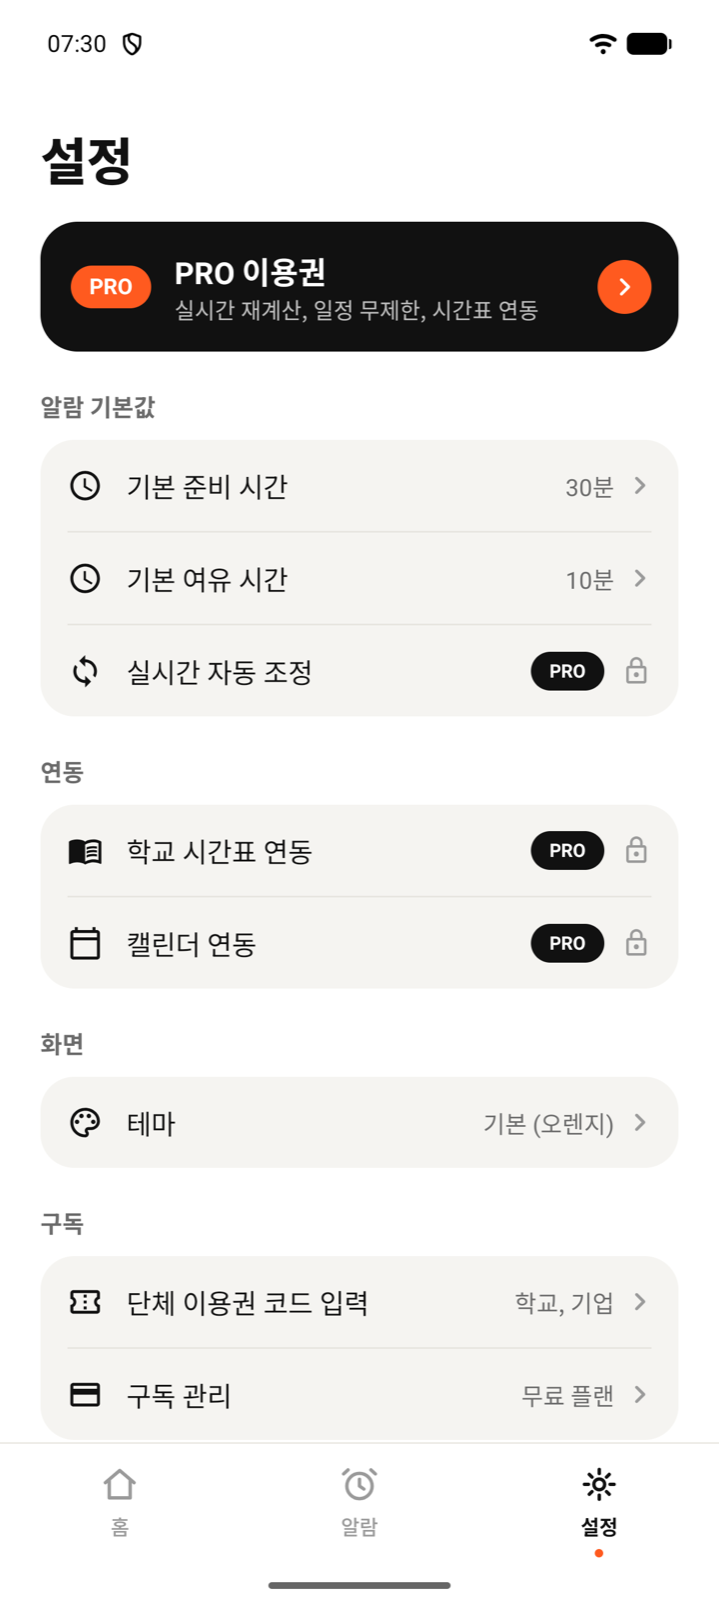 07:30
설정
PRO
PRO 이용권
실시간 재계산, 일정 무제한, 시간표 연동
알람 기본값
기본 준비 시간 30분
기본 여유 시간 10분
실시간 자동 조정 PRO
연동
학교 시간표 연동 PRO
캘린더 연동 PRO
화면
테마 기본 (오렌지)
구독
단체 이용권 코드 입력 학교, 기업
구독 관리 무료 플랜
홈 알람 설정